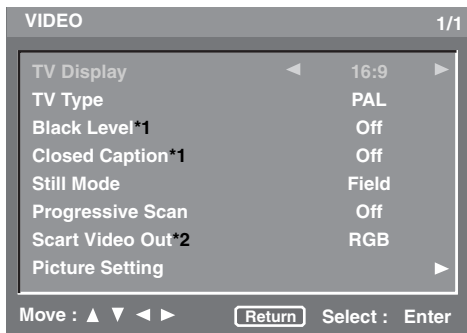 VIDEO 1/1
TV Display ◀ 16:9 ▶
TV Type PAL
Black Level*1 Off
Closed Caption*1 Off
Still Mode Field
Progressive Scan Off
Scart Video Out*2 RGB
Picture Setting ▶
Move : ▲ ▼ ◀ ▶ Return Select : Enter